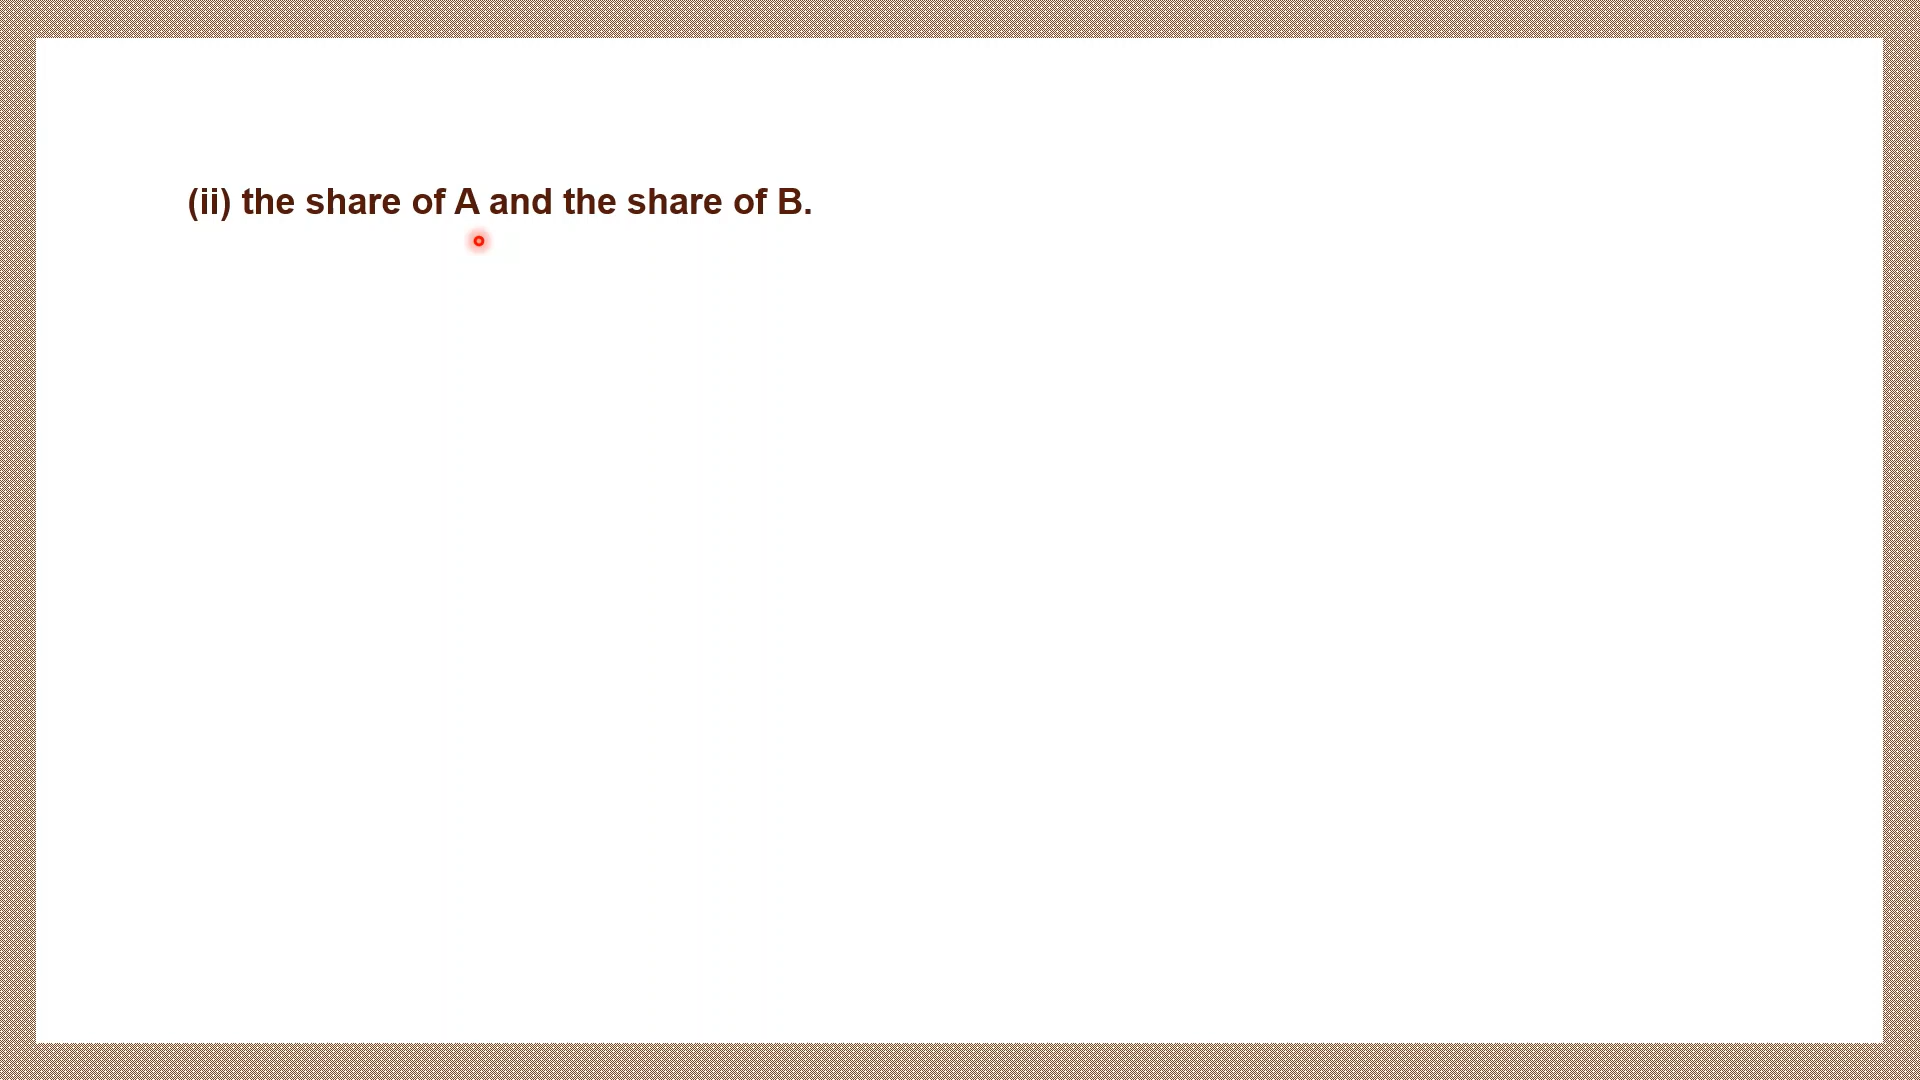 (ii) the share of A and the share of B.